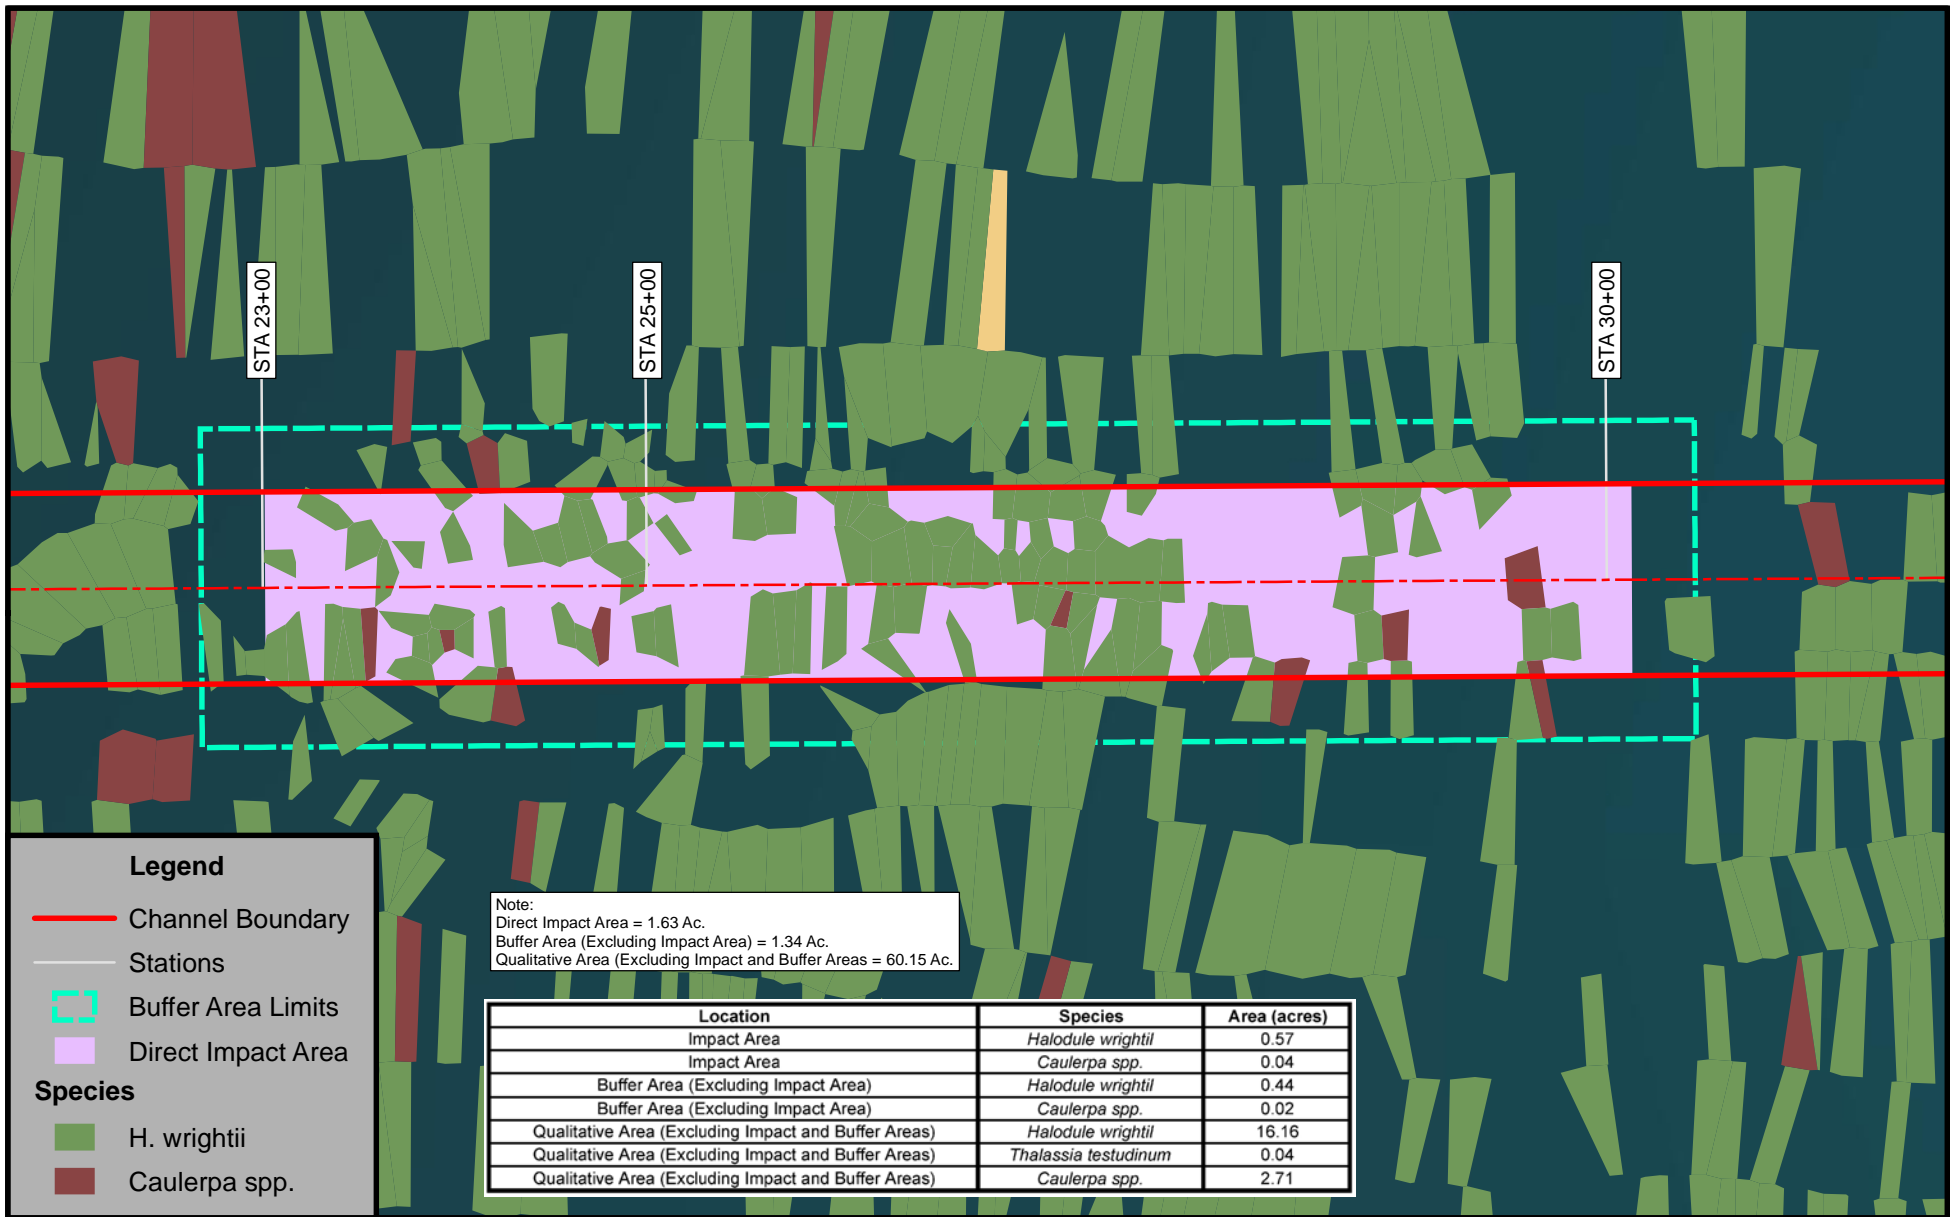 STA 23+00
STA 25+00
STA 30+00
Legend
Channel Boundary
Stations
Buffer Area Limits
Direct Impact Area
Species
H. wrightii
Caulerpa spp.
Note:
Direct Impact Area = 1.63 Ac.
Buffer Area (Excluding Impact Area) = 1.34 Ac.
Qualitative Area (Excluding Impact and Buffer Areas = 60.15 Ac.
Location Species Area (acres)
Impact Area Halodule wrightil 0.57
Impact Area Caulerpa spp. 0.04
Buffer Area (Excluding Impact Area) Halodule wrightil 0.44
Buffer Area (Excluding Impact Area) Caulerpa spp. 0.02
Qualitative Area (Excluding Impact and Buffer Areas) Halodule wrightil 16.16
Qualitative Area (Excluding Impact and Buffer Areas) Thalassia testudinum 0.04
Qualitative Area (Excluding Impact and Buffer Areas) Caulerpa spp. 2.71